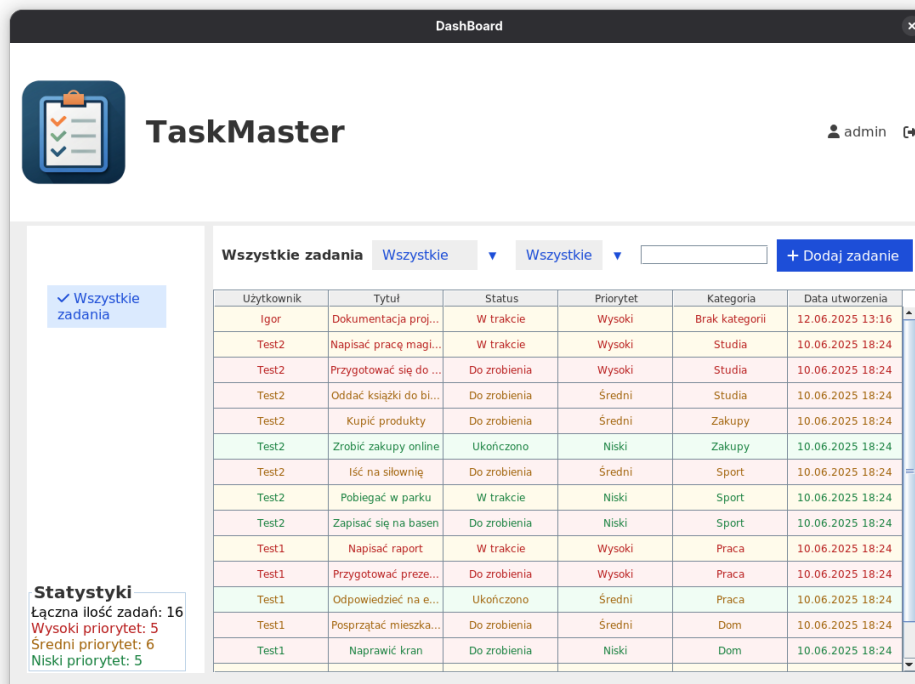 DashBoard
TaskMaster
admin
Wszystkie zadania Wszystkie Wszystkie + Dodaj zadanie
Wszystkie
zadania
Użytkownik Tytuł Status Priorytet Kategoria Data utworzenia
Igor Dokumentacja proj... W trakcie Wysoki Brak kategorii 12.06.2025 13:16
Test2 Napisać pracę magi... W trakcie Wysoki Studia 10.06.2025 18:24
Test2 Przygotować się do ... Do zrobienia Wysoki Studia 10.06.2025 18:24
Test2 Oddać książki do bi... Do zrobienia Średni Studia 10.06.2025 18:24
Test2 Kupić produkty Do zrobienia Średni Zakupy 10.06.2025 18:24
Test2 Zrobić zakupy online Ukończono Niski Zakupy 10.06.2025 18:24
Test2 Iść na siłownię Do zrobienia Średni Sport 10.06.2025 18:24
Test2 Pobiegać w parku W trakcie Niski Sport 10.06.2025 18:24
Test2 Zapisać się na basen Do zrobienia Niski Sport 10.06.2025 18:24
Test1 Napisać raport W trakcie Wysoki Praca 10.06.2025 18:24
Test1 Przygotować preze... Do zrobienia Wysoki Praca 10.06.2025 18:24
Test1 Odpowiedzieć na e... Ukończono Średni Praca 10.06.2025 18:24
Test1 Posprzątać mieszka... Do zrobienia Średni Dom 10.06.2025 18:24
Test1 Naprawić kran Do zrobienia Niski Dom 10.06.2025 18:24
Statystyki
Łączna ilość zadań: 16
Wysoki priorytet: 5
Średni priorytet: 6
Niski priorytet: 5